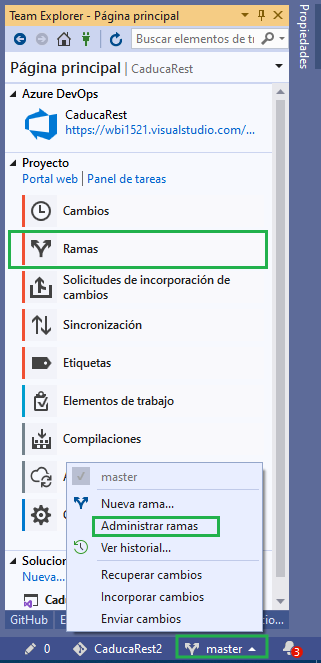 Team Explorer - Página principal
Buscar elementos de t
Página principal | CaducaRest
Azure DevOps
CaducaRest
https://wbi1521.visualstudio.com/...
Proyecto
Portal web | Panel de tareas
Cambios
Ramas
Solicitudes de incorporación de
cambios
Sincronización
Etiquetas
Elementos de trabajo
Compilaciones
master
Nueva rama...
Administrar ramas
Ver historial...
Recuperar cambios
Incorporar cambios
Enviar cambios
Solucion
Nueva...
Cad
GitHub
0
CaducaRest2
master
3
Propiedades